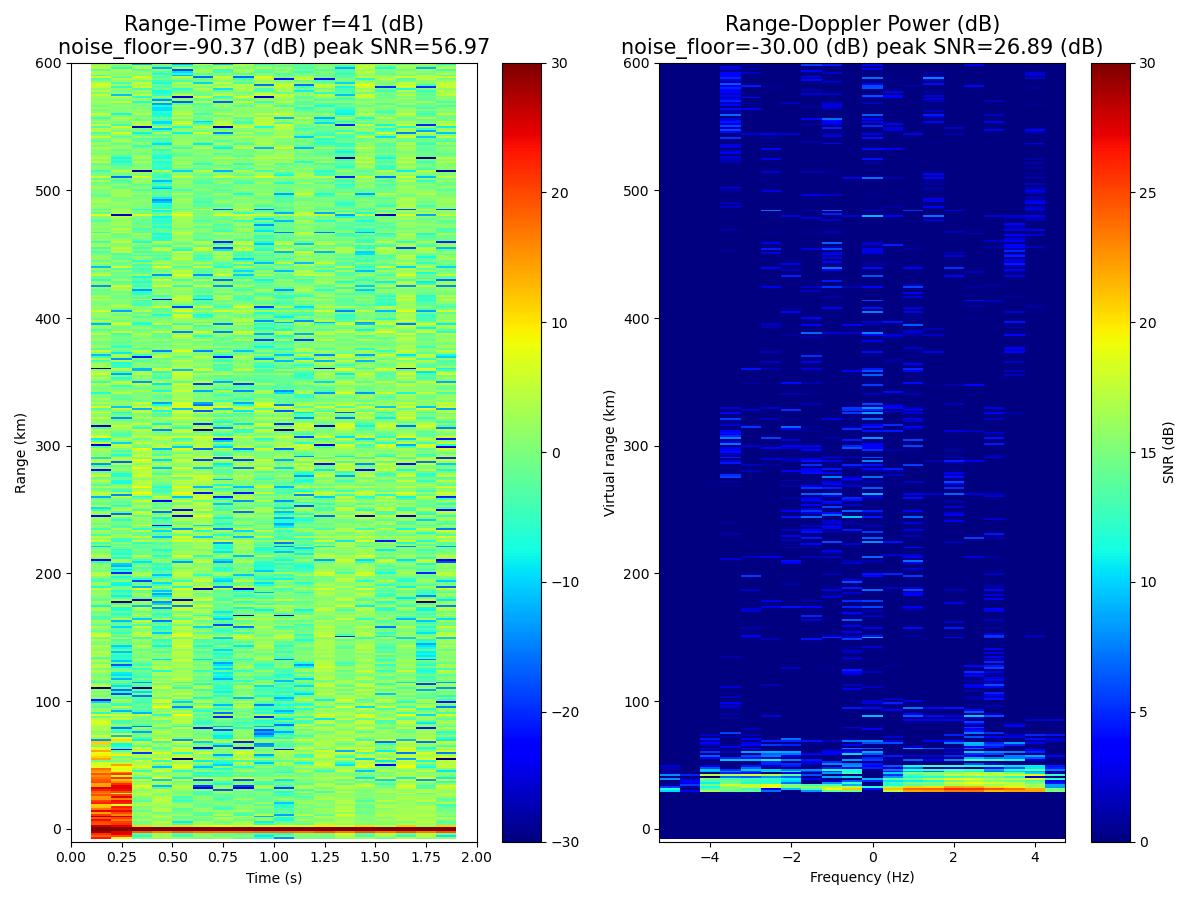 Range-Time Power f=41 (dB)
noise_floor=-90.37 (dB) peak SNR=56.97
Range-Doppler Power (dB)
noise_floor=-30.00 (dB) peak SNR=26.89 (dB)
600
500
400
300
200
100
0
Range (km)
0.00 0.25 0.50 0.75 1.00 1.25 1.50 1.75 2.00
Time (s)
30
20
10
0
−10
−20
−30
600
500
400
300
200
100
0
Virtual range (km)
−4 −2 0 2 4
Frequency (Hz)
30
25
20
15
10
5
0
SNR (dB)